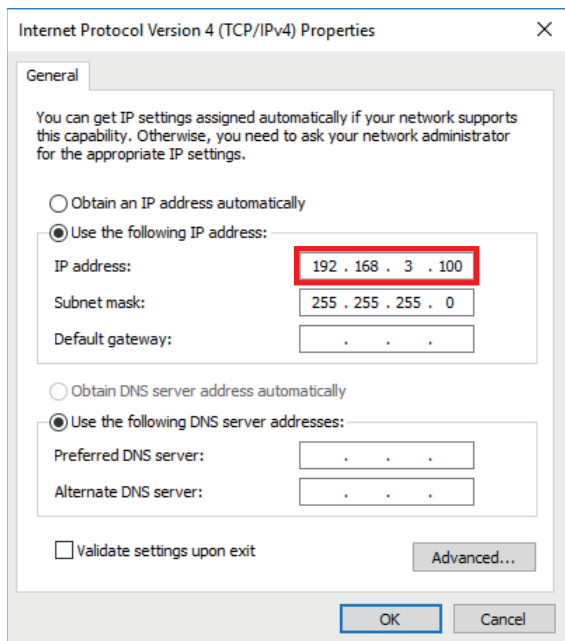 Internet Protocol Version 4 (TCP/IPv4) Properties
General
You can get IP settings assigned automatically if your network supports
this capability. Otherwise, you need to ask your network administrator
for the appropriate IP settings.
Obtain an IP address automatically
Use the following IP address:
IP address: 192 . 168 . 3 . 100
Subnet mask: 255 . 255 . 255 . 0
Default gateway: . . .
Obtain DNS server address automatically
Use the following DNS server addresses:
Preferred DNS server: . . .
Alternate DNS server: . . .
Validate settings upon exit
Advanced...
OK Cancel